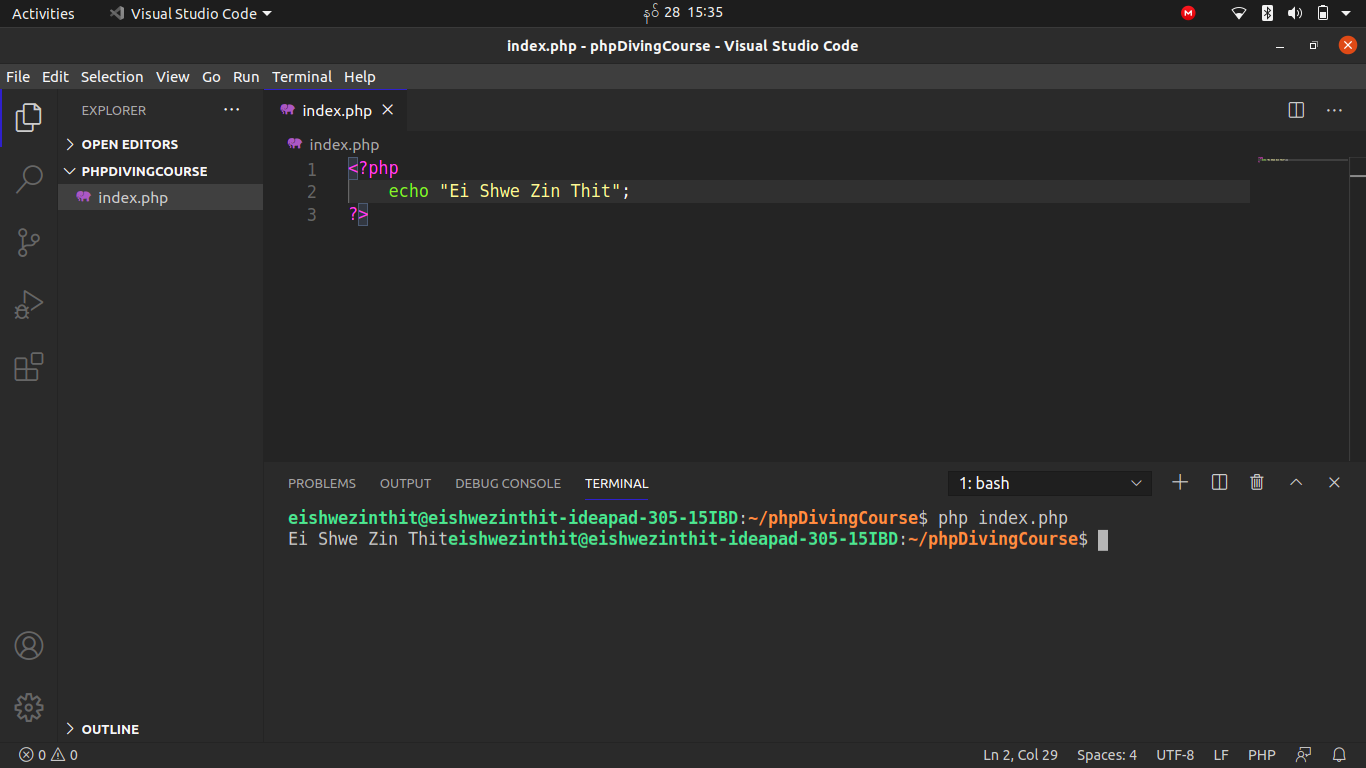 Activities
Visual Studio Code
နိုဝ် 28 15:35
index.php - phpDivingCourse - Visual Studio Code
File Edit Selection View Go Run Terminal Help
EXPLORER
OPEN EDITORS
PHPDIVINGCOURSE
index.php
OUTLINE
index.php
index.php
1 <?php
2 echo "Ei Shwe Zin Thit";
3 ?>
PROBLEMS OUTPUT DEBUG CONSOLE TERMINAL
1: bash
eishwezinthit@eishwezinthit-ideapad-305-15IBD:~/phpDivingCourse$ php index.php
Ei Shwe Zin Thiteishwezinthit@eishwezinthit-ideapad-305-15IBD:~/phpDivingCourse$
0 0
Ln 2, Col 29 Spaces: 4 UTF-8 LF PHP